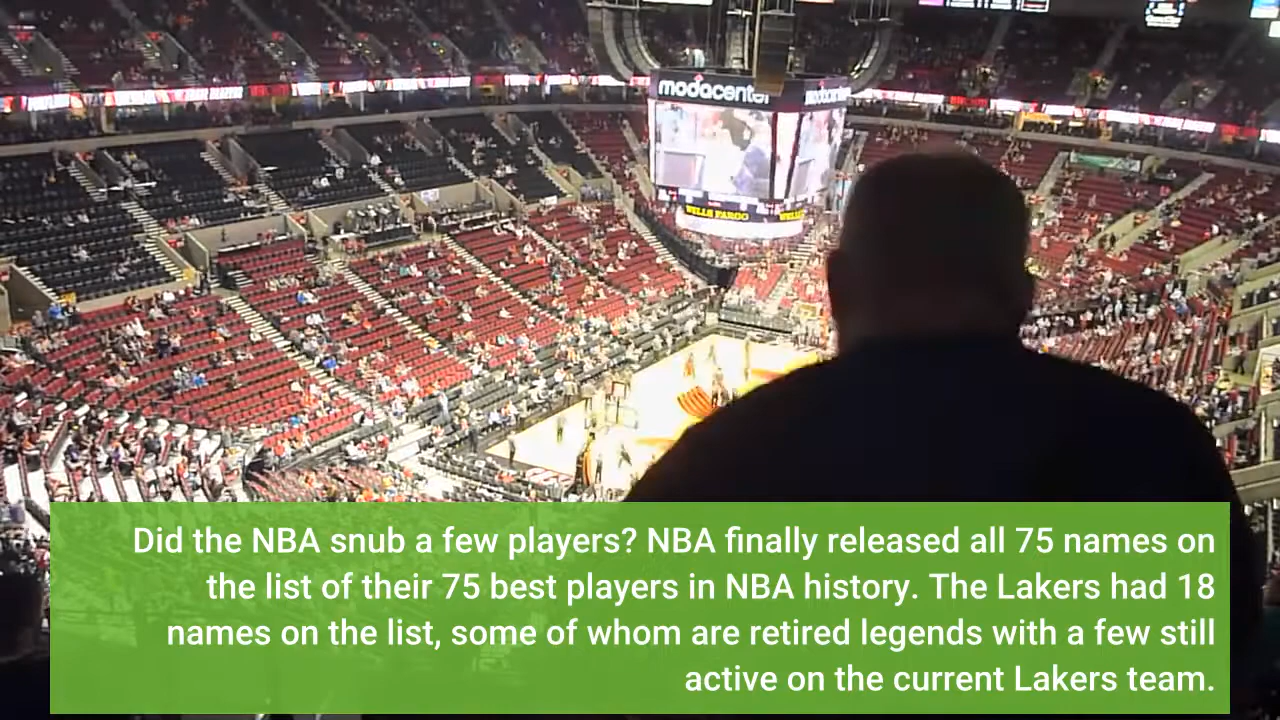 modacenter
modacenter
WELLS FARGO
WELLS
Did the NBA snub a few players? NBA finally released all 75 names on
the list of their 75 best players in NBA history. The Lakers had 18
names on the list, some of whom are retired legends with a few still
active on the current Lakers team.